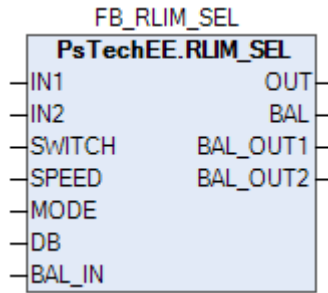 FB_RLIM_SEL
PsTechEE.RLIM_SEL
IN1 OUT
IN2 BAL
SWITCH BAL_OUT1
SPEED BAL_OUT2
MODE
DB
BAL_IN